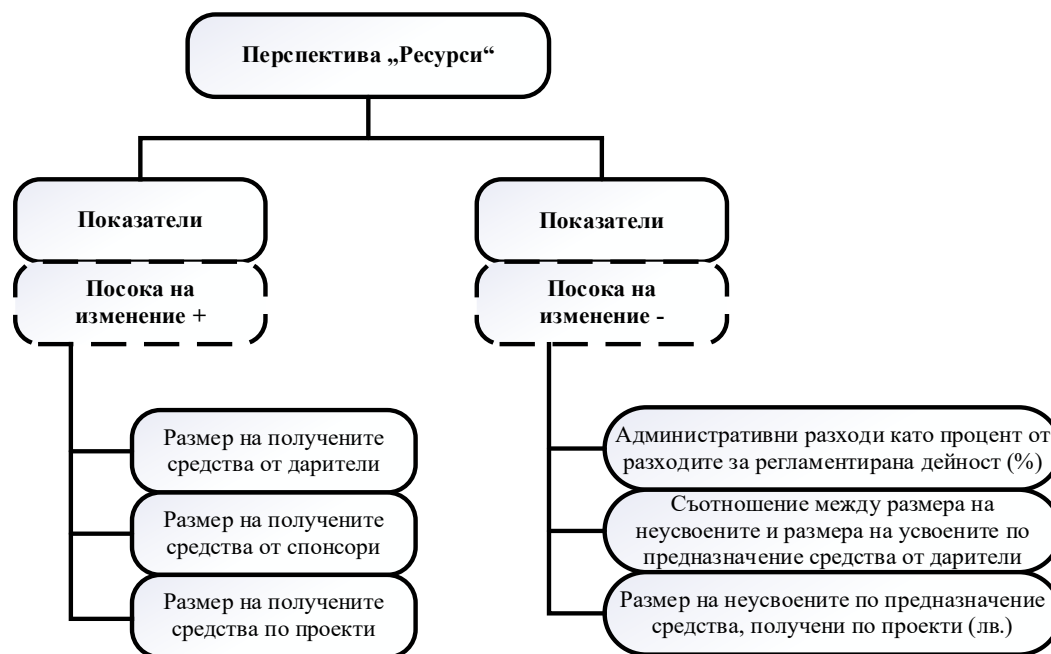 Перспектива „Ресурси“
Показатели
Посока на
изменение +
Размер на получените
средства от дарители
Размер на получените
средства от спонсори
Размер на получените
средства по проекти
Показатели
Посока на
изменение -
Административни разходи като процент от
разходите за регламентирана дейност (%)
Съотношение между размера на
неусвоените и размера на усвоените по
предназначение средства от дарители
Размер на неусвоените по предназначение
средства, получени по проекти (лв.)